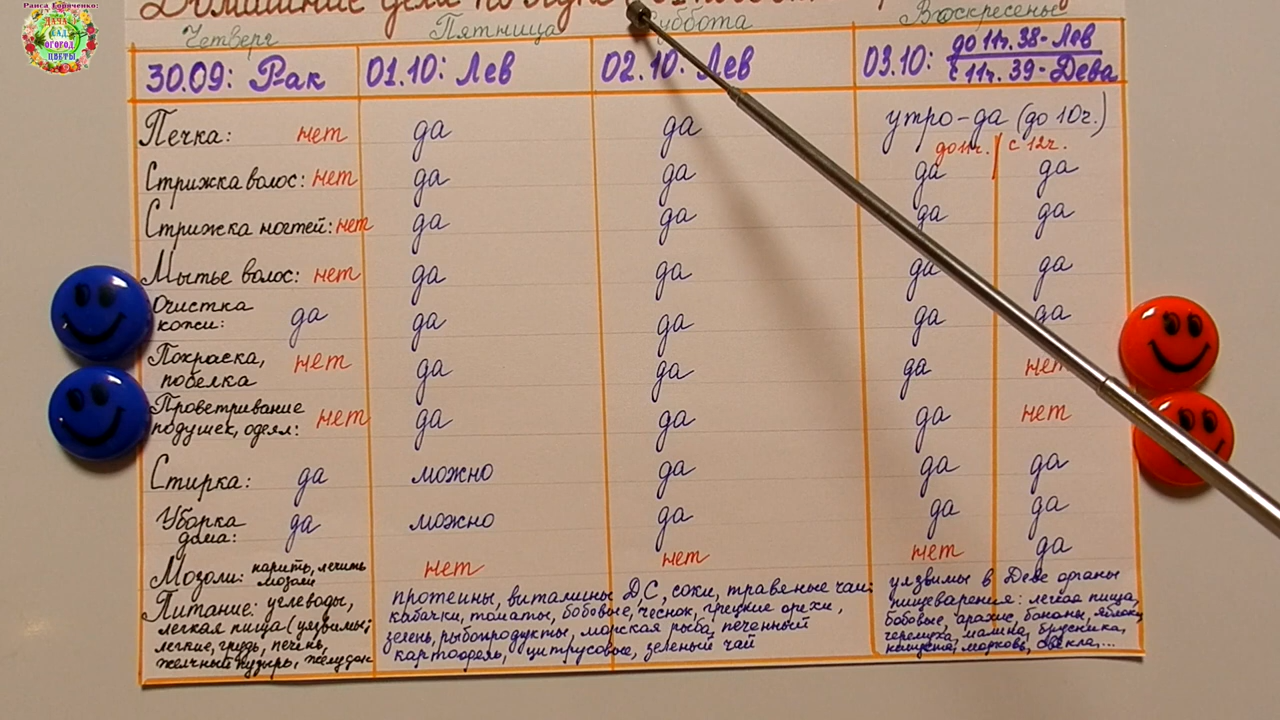 Раиса Горяченко:
ДАЧА
САД
ОГОРОД
ЦВЕТЫ
Домашние дела
Четверг Пятница Суббота Воскресенье
30.09: Рак 01.10: Лев 02.10: Лев 03.10: до 11ч. 38 - Лев
с 11ч. 39 - Дева
Печка: нет да да утро-да (до 10ч.)
до 11ч. с 12ч.
Стрижка волос: нет да да да да
Стрижка ногтей: нет да да да да
Мытье волос: нет да да да да
Очистка
кожи: да да да да да
Покраска,
побелка нет да да да нет
Проветривание
подушек, одеял: нет да да да нет
Стирка: да можно да да да
Уборка
дома: да можно да да да
Мозоли: парить, лечить
мозоли нет нет нет да
Питание: углеводы,
легкая пища (уязвимы:
легкие, грудь, печень,
желчный пузырь, желудок
протеины, витамины Д С, соки, травяные чаи:
кабачки, томаты, бобовые, чеснок, грецкие орехи,
зелень, рыбопродукты, морская рыба, печенный
картофель, цитрусовые, зеленый чай
уязвимы в Деве органы
пищеварения: легкая пища,
бобовые, арахис, бананы, яблоки,
черемуха, малина, брусника,
капуста, морковь, свекла,...